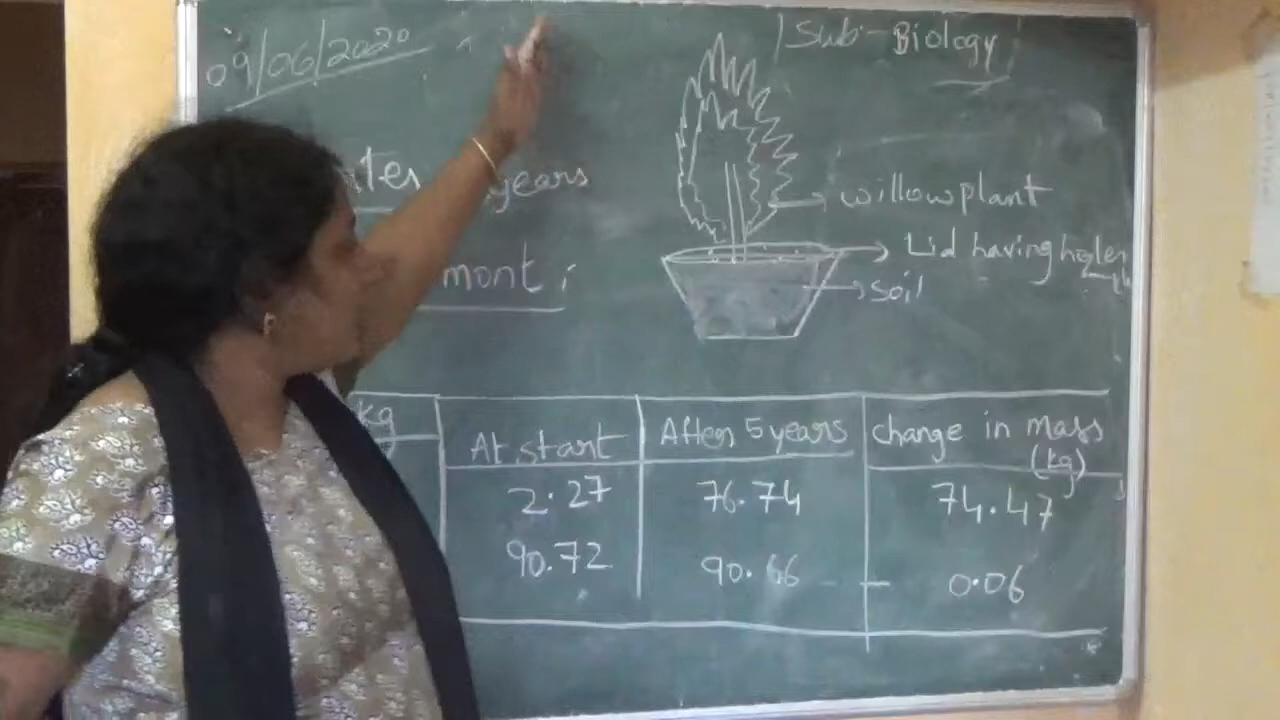 09/06/2020
Sub - Biology
years
willow plant
Lid having holes
mont:
soil
kg
At start
After 5 years
change in mass
(kg)
2.27
76.74
74.47
90.72
90.66
- 0.06